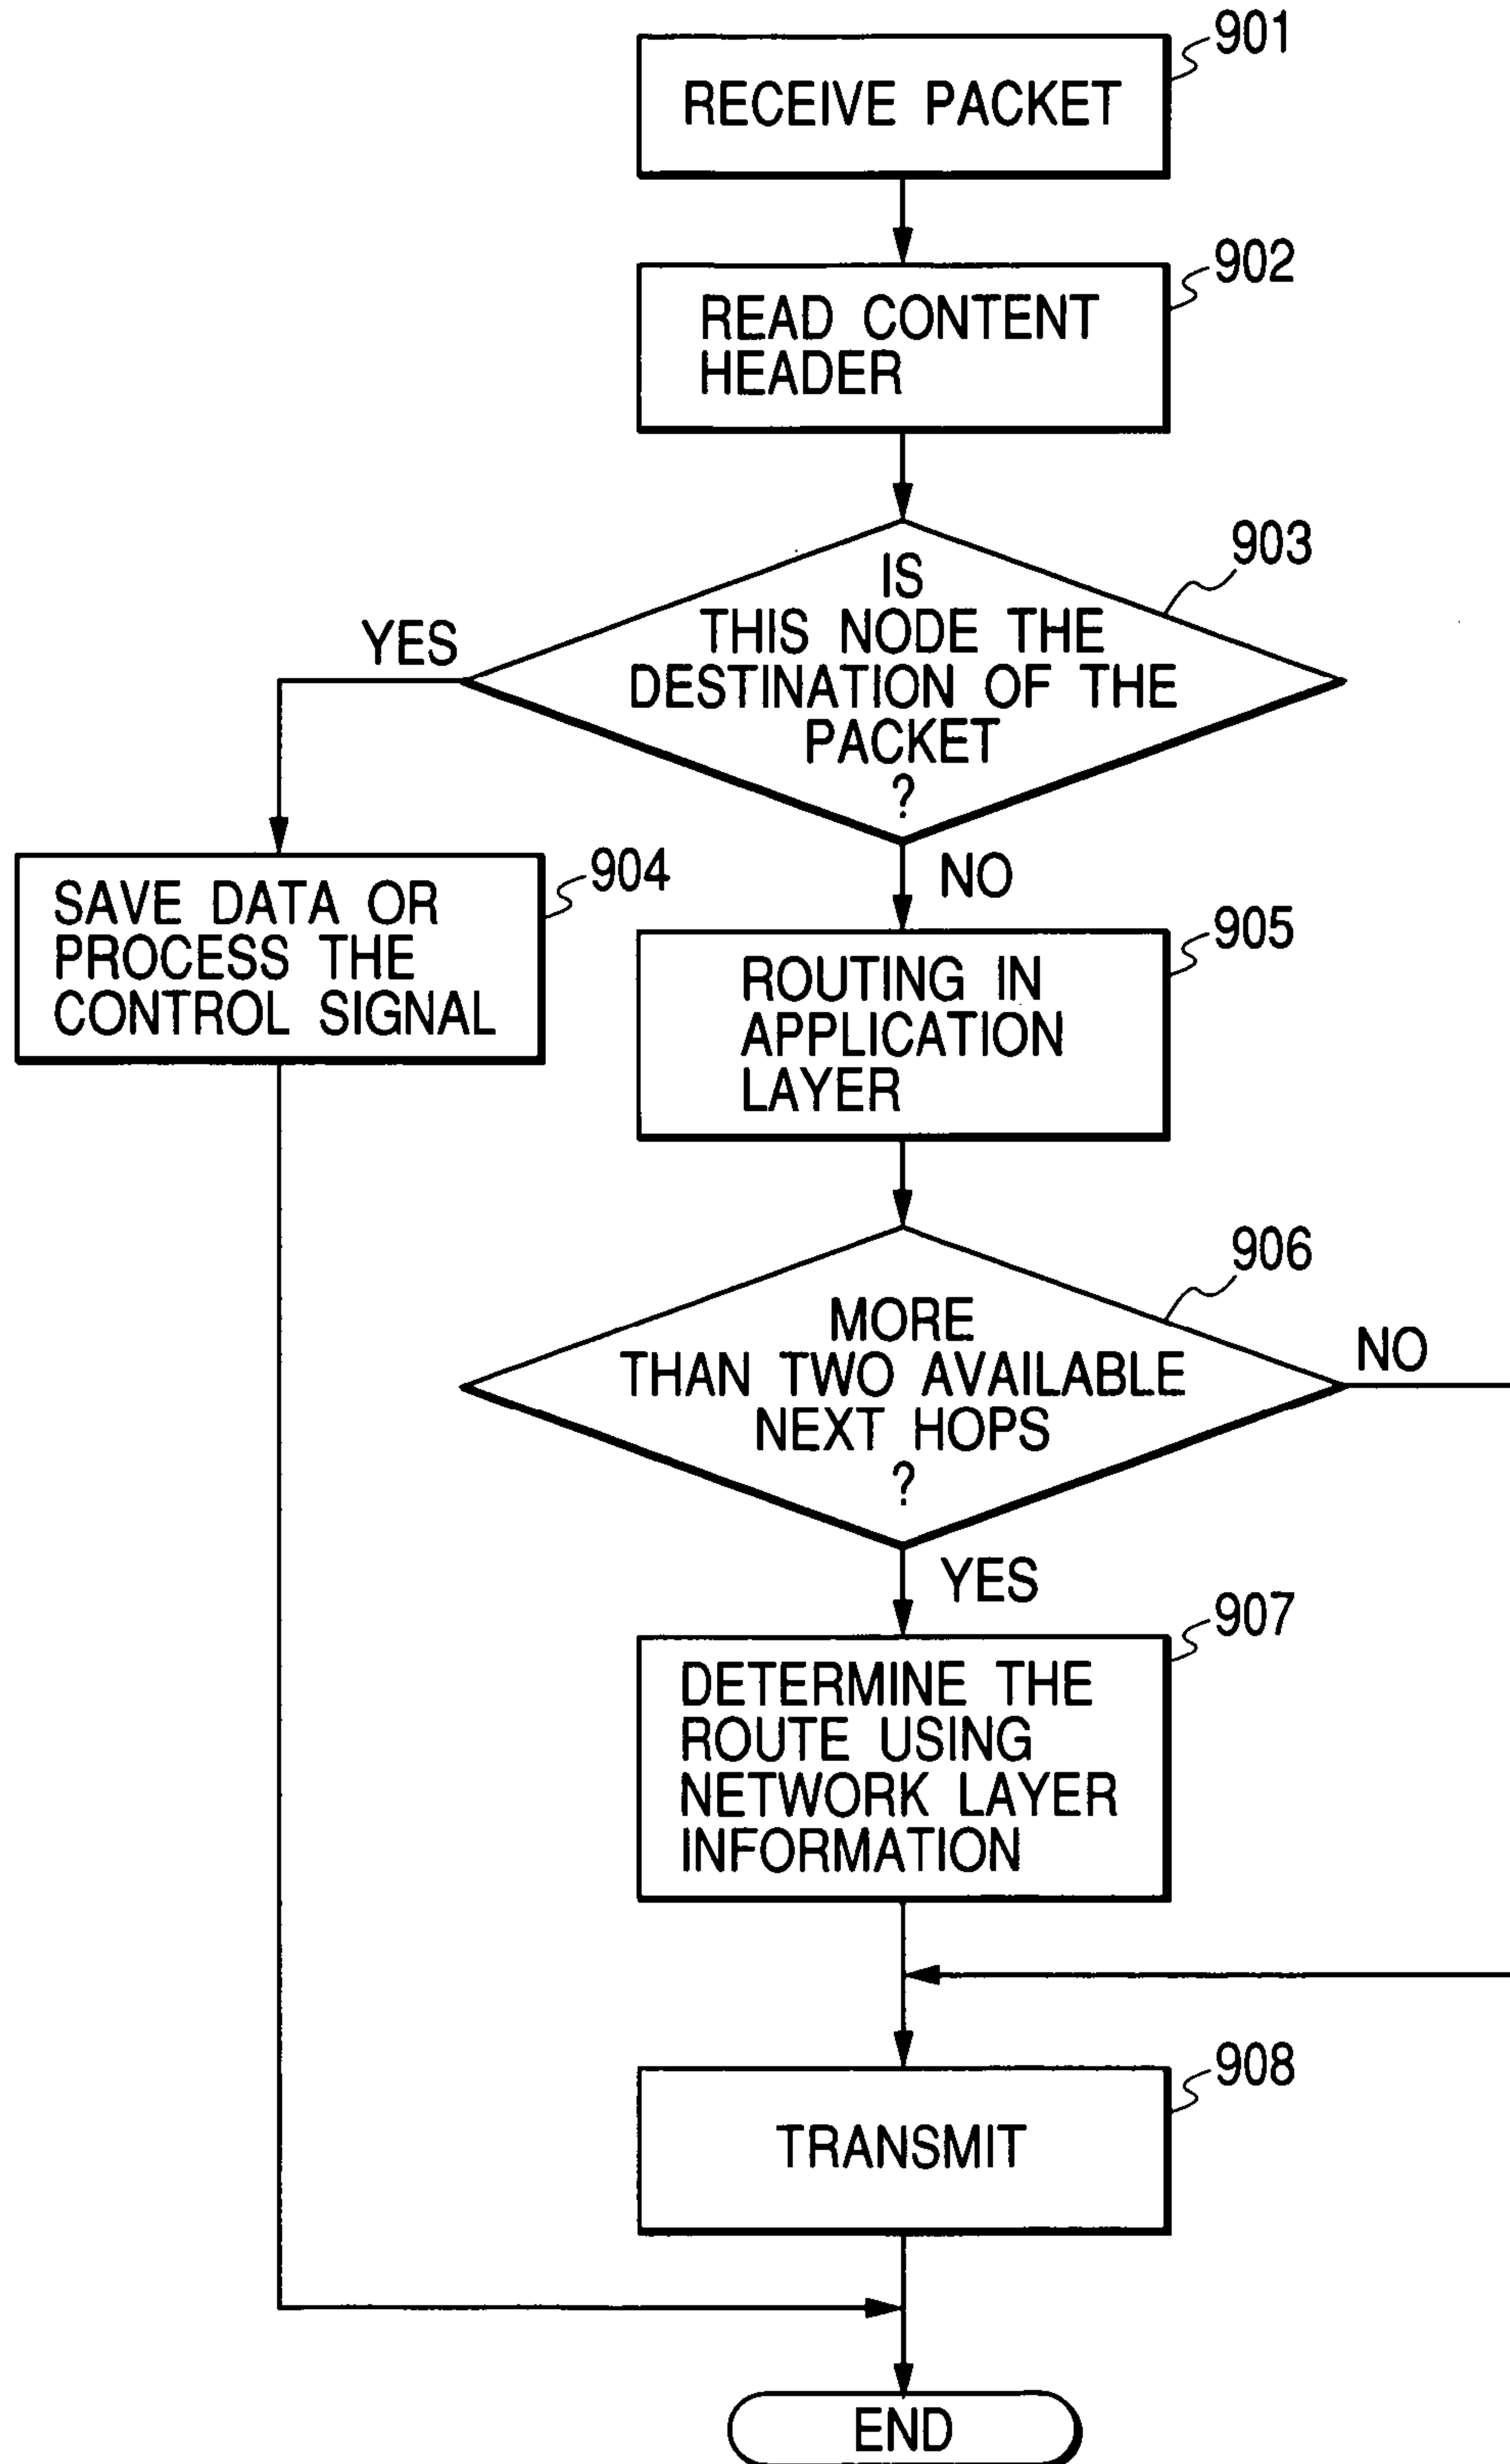 901
RECEIVE PACKET
902
READ CONTENT
HEADER
903
IS
THIS NODE THE
DESTINATION OF THE
PACKET
?
YES
NO
904
SAVE DATA OR
PROCESS THE
CONTROL SIGNAL
905
ROUTING IN
APPLICATION
LAYER
906
MORE
THAN TWO AVAILABLE
NEXT HOPS
?
NO
YES
907
DETERMINE THE
ROUTE USING
NETWORK LAYER
INFORMATION
908
TRANSMIT
END